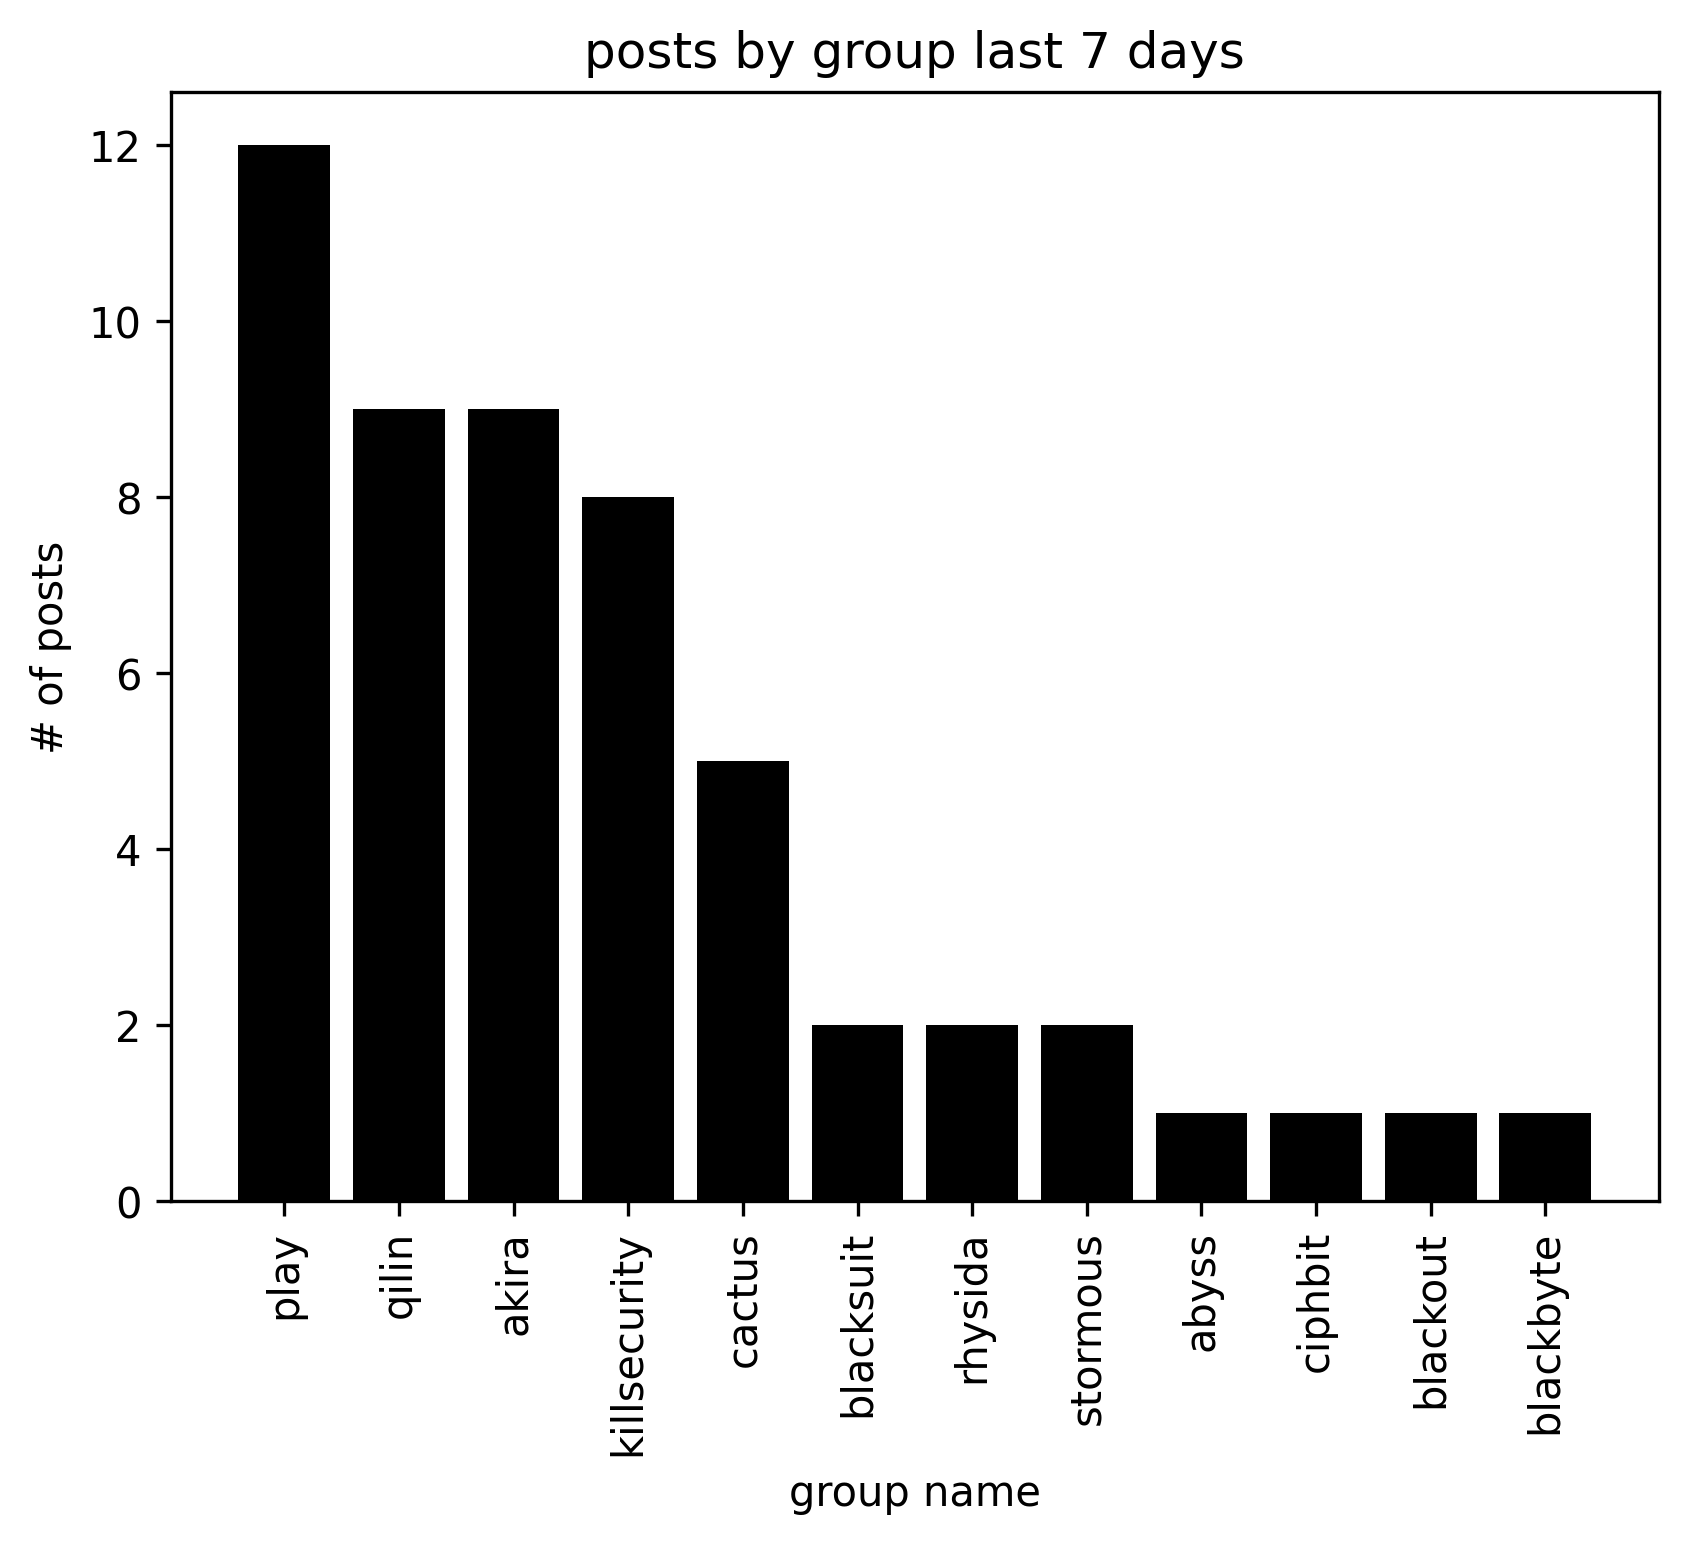 posts by group last 7 days
# of posts
12
10
8
6
4
2
0
play
qilin
akira
killsecurity
cactus
blacksuit
rhysida
stormous
abyss
ciphbit
blackout
blackbyte
group name